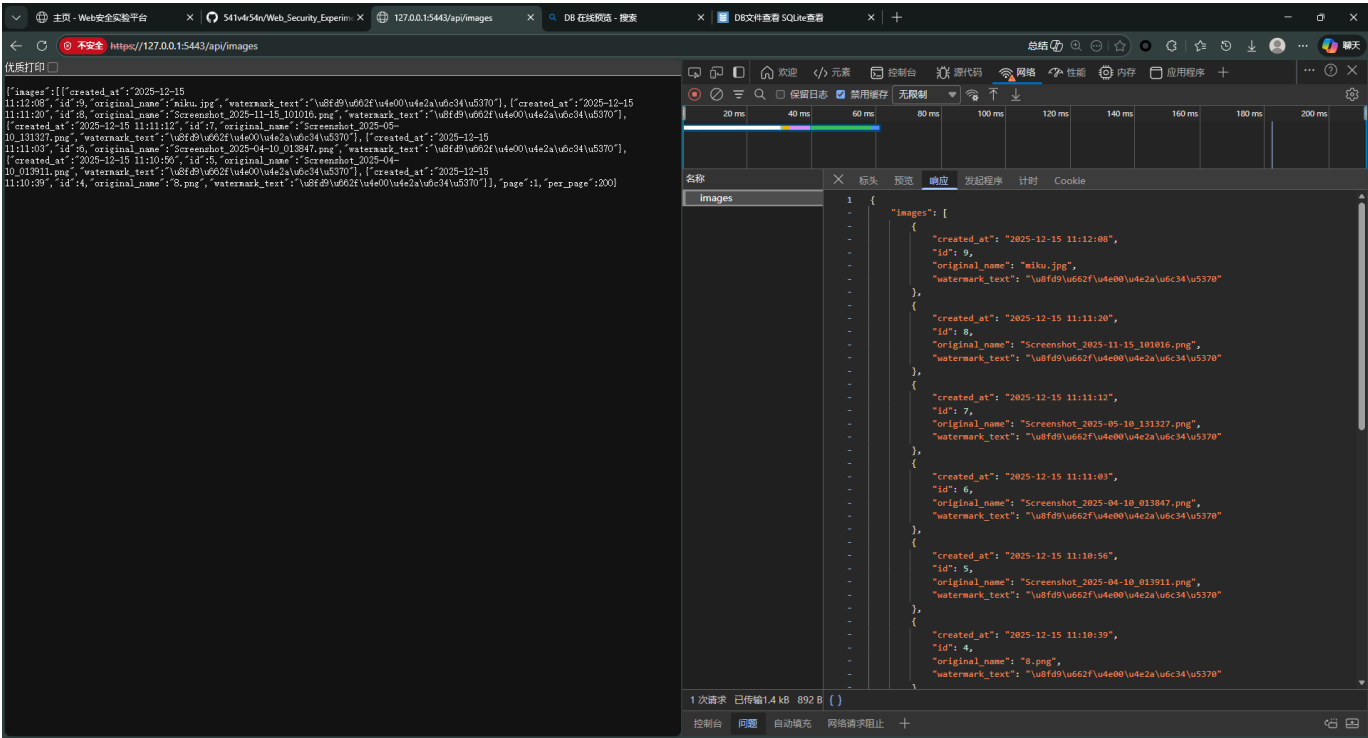 主页 - Web安全实验平台
541v4r54n/Web_Security_Experim
127.0.0.1:5443/api/images
DB 在线预览 - 搜索
DB文件查看 SQLite查看
不安全 https://127.0.0.1:5443/api/images
总结
聊天
优质打印
{"images":[{"created_at":"2025-12-15
11:12:08","id":9,"original_name":"miku.jpg","watermark_text":"\u8fd9\u662f\u4e00\u4e2a\u6c34\u5370"},{"created_at":"2025-12-15
11:11:20","id":8,"original_name":"Screenshot_2025-11-15_101016.png","watermark_text":"\u8fd9\u662f\u4e00\u4e2a\u6c34\u5370"},
{"created_at":"2025-12-15 11:11:12","id":7,"original_name":"Screenshot_2025-05-
10_131327.png","watermark_text":"\u8fd9\u662f\u4e00\u4e2a\u6c34\u5370"},{"created_at":"2025-12-15
11:11:03","id":6,"original_name":"Screenshot_2025-04-10_013847.png","watermark_text":"\u8fd9\u662f\u4e00\u4e2a\u6c34\u5370"},
{"created_at":"2025-12-15 11:10:56","id":5,"original_name":"Screenshot_2025-04-
10_013911.png","watermark_text":"\u8fd9\u662f\u4e00\u4e2a\u6c34\u5370"},{"created_at":"2025-12-15
11:10:39","id":4,"original_name":"8.png","watermark_text":"\u8fd9\u662f\u4e00\u4e2a\u6c34\u5370"}],"page":1,"per_page":200}
欢迎 </> 元素 控制台 源代码 网络 性能 内存 应用程序
保留日志 禁用缓存 无限制
20 ms 40 ms 60 ms 80 ms 100 ms 120 ms 140 ms 160 ms 180 ms 200 ms
名称
images
标头 预览 响应 发起程序 计时 Cookie
1 {
"images": [
{
"created_at": "2025-12-15 11:12:08",
"id": 9,
"original_name": "miku.jpg",
"watermark_text": "\u8fd9\u662f\u4e00\u4e2a\u6c34\u5370"
},
{
"created_at": "2025-12-15 11:11:20",
"id": 8,
"original_name": "Screenshot_2025-11-15_101016.png",
"watermark_text": "\u8fd9\u662f\u4e00\u4e2a\u6c34\u5370"
},
{
"created_at": "2025-12-15 11:11:12",
"id": 7,
"original_name": "Screenshot_2025-05-10_131327.png",
"watermark_text": "\u8fd9\u662f\u4e00\u4e2a\u6c34\u5370"
},
{
"created_at": "2025-12-15 11:11:03",
"id": 6,
"original_name": "Screenshot_2025-04-10_013847.png",
"watermark_text": "\u8fd9\u662f\u4e00\u4e2a\u6c34\u5370"
},
{
"created_at": "2025-12-15 11:10:56",
"id": 5,
"original_name": "Screenshot_2025-04-10_013911.png",
"watermark_text": "\u8fd9\u662f\u4e00\u4e2a\u6c34\u5370"
},
{
"created_at": "2025-12-15 11:10:39",
"id": 4,
"original_name": "8.png",
"watermark_text": "\u8fd9\u662f\u4e00\u4e2a\u6c34\u5370"
}
1 次请求 已传输1.4 kB 892 B { }
控制台 问题 自动填充 网络请求阻止